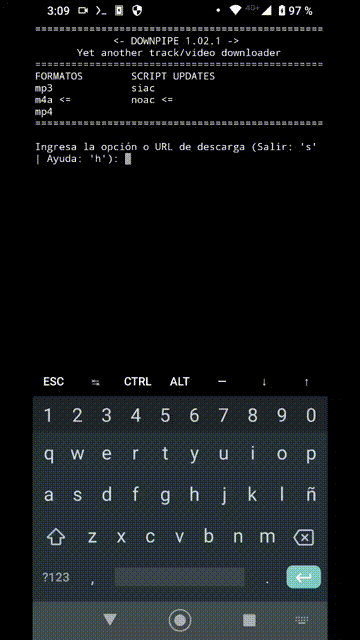 3:09 4G+ 97 %
==============================================
<- DOWNPIPE 1.02.1 ->
Yet another track/video downloader
==============================================
FORMATOS SCRIPT UPDATES
mp3 siac
m4a <= noac <=
mp4
==============================================
Ingresa la opción o URL de descarga (Salir: 's'
| Ayuda: 'h'):
ESC ⇆ CTRL ALT — ↓ ↑
1 2 3 4 5 6 7 8 9 0
q w e r t y u i o p
a s d f g h j k l ñ
z x c v b n m
?123 , .